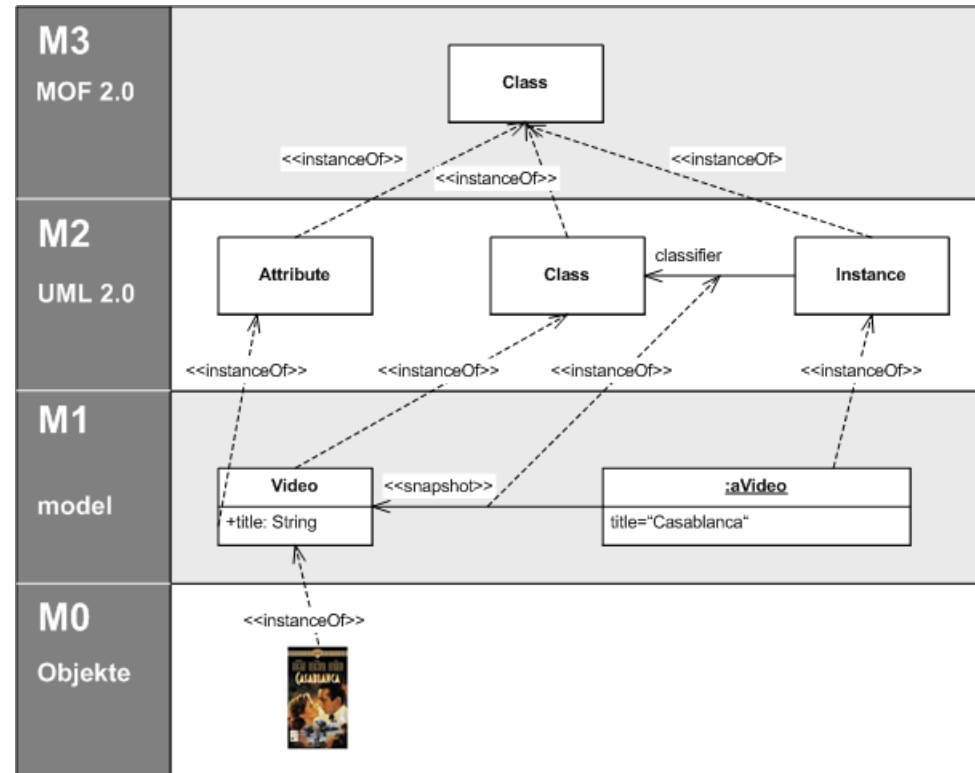 M3
MOF 2.0
Class
<<instanceOf>>
<<instanceOf>>
<<instanceOf>
M2
UML 2.0
Attribute
Class
classifier
Instance
<<instanceOf>>
<<instanceOf>>
<<instanceOf>>
<<instanceOf>>
M1
model
Video
+title: String
<<snapshot>>
:aVideo
title=“Casablanca“
M0
Objekte
<<instanceOf>>
CASABLANCA